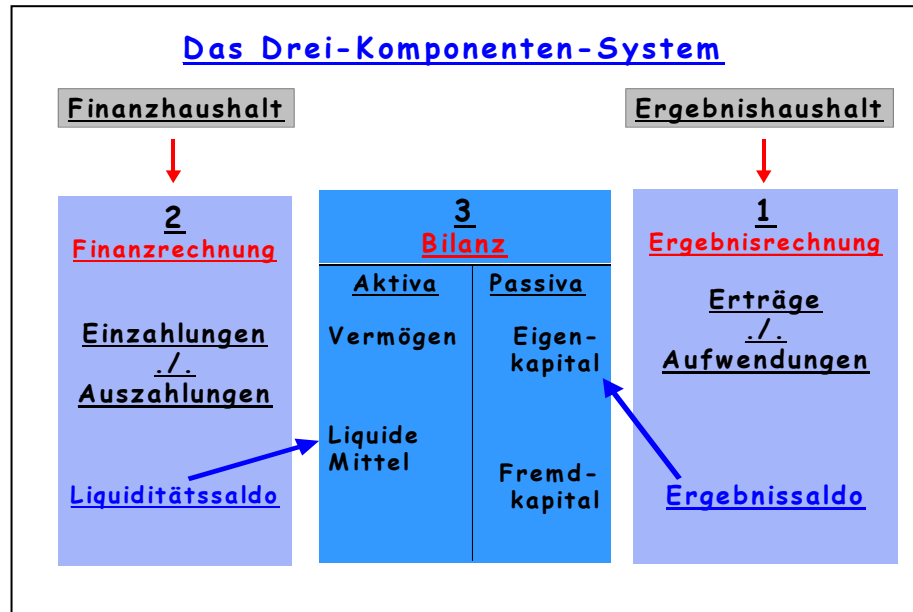 Das Drei-Komponenten-System
Finanzhaushalt
Ergebnishaushalt
2
Finanzrechnung
Einzahlungen
./.
Auszahlungen
Liquiditätssaldo
3
Bilanz
Aktiva
Vermögen
Liquide
Mittel
Passiva
Eigen-
kapital
Fremd-
kapital
1
Ergebnisrechnung
Erträge
./.
Aufwendungen
Ergebnissaldo